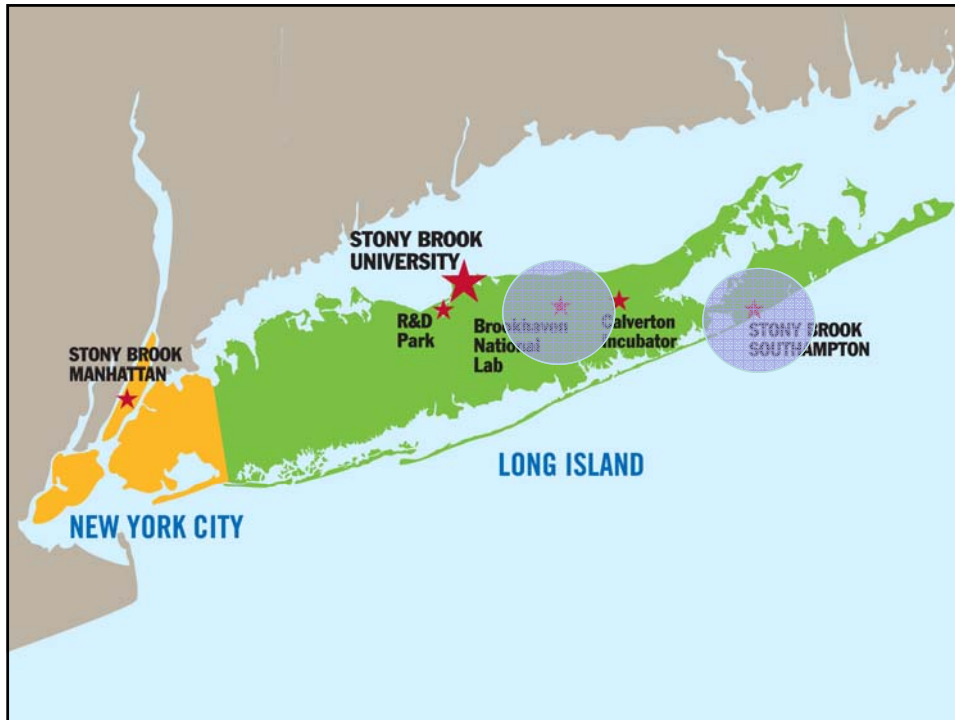 STONY BROOK
UNIVERSITY
R&D
Park
Brookhaven
National
Lab
Calverton
Incubator
STONY BROOK
SOUTHAMPTON
STONY BROOK
MANHATTAN
LONG ISLAND
NEW YORK CITY